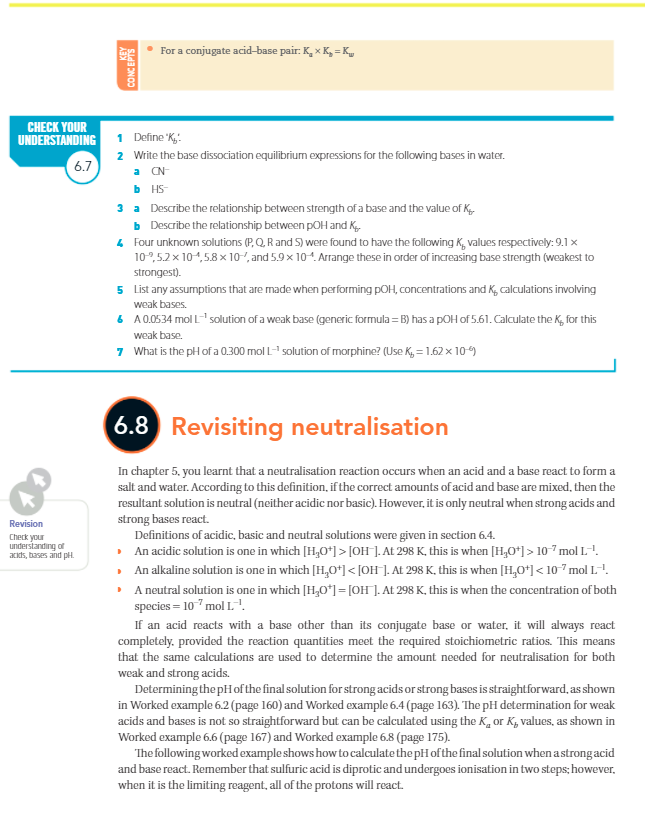 KEY
CONCEPTS
• For a conjugate acid–base pair: Kₐ × K_b = K_w
CHECK YOUR
UNDERSTANDING
6.7
1 Define ‘K_b’.
2 Write the base dissociation equilibrium expressions for the following bases in water.
a CN⁻
b HS⁻
3 a Describe the relationship between strength of a base and the value of K_b.
b Describe the relationship between pOH and K_b.
4 Four unknown solutions (P, Q, R and S) were found to have the following K_b values respectively: 9.1 ×
10⁻⁹, 5.2 × 10⁻⁴, 5.8 × 10⁻⁷, and 5.9 × 10⁻⁴. Arrange these in order of increasing base strength (weakest to
strongest).
5 List any assumptions that are made when performing pOH, concentrations and K_b calculations involving
weak bases.
6 A 0.0534 mol L⁻¹ solution of a weak base (generic formula = B) has a pOH of 5.61. Calculate the K_b for this
weak base.
7 What is the pH of a 0.300 mol L⁻¹ solution of morphine? (Use K_b = 1.62 × 10⁻⁶)
6.8 Revisiting neutralisation
In chapter 5, you learnt that a neutralisation reaction occurs when an acid and a base react to form a
salt and water. According to this definition, if the correct amounts of acid and base are mixed, then the
resultant solution is neutral (neither acidic nor basic). However, it is only neutral when strong acids and
strong bases react.
Definitions of acidic, basic and neutral solutions were given in section 6.4.
An acidic solution is one in which [H₃O⁺] > [OH⁻]. At 298 K, this is when [H₃O⁺] > 10⁻⁷ mol L⁻¹.
An alkaline solution is one in which [H₃O⁺] < [OH⁻]. At 298 K, this is when [H₃O⁺] < 10⁻⁷ mol L⁻¹.
A neutral solution is one in which [H₃O⁺] = [OH⁻]. At 298 K, this is when the concentration of both
species = 10⁻⁷ mol L⁻¹.
If an acid reacts with a base other than its conjugate base or water, it will always react
completely, provided the reaction quantities meet the required stoichiometric ratios. This means
that the same calculations are used to determine the amount needed for neutralisation for both
weak and strong acids.
Determining the pH of the final solution for strong acids or strong bases is straightforward, as shown
in Worked example 6.2 (page 160) and Worked example 6.4 (page 163). The pH determination for weak
acids and bases is not so straightforward but can be calculated using the Kₐ or K_b values, as shown in
Worked example 6.6 (page 167) and Worked example 6.8 (page 175).
The following worked example shows how to calculate the pH of the final solution when a strong acid
and base react. Remember that sulfuric acid is diprotic and undergoes ionisation in two steps; however,
when it is the limiting reagent, all of the protons will react.
Revision
Check your
understanding of
acids, bases and pH.